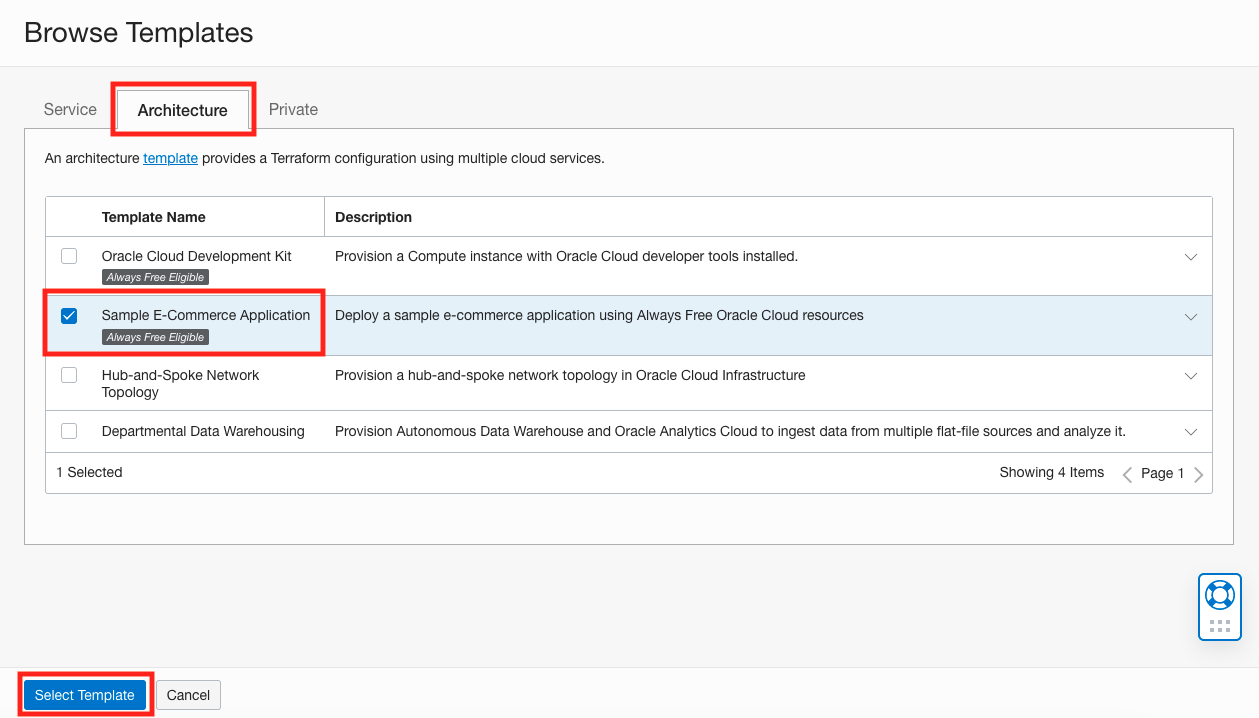 Browse Templates
Service Architecture Private
An architecture template provides a Terraform configuration using multiple cloud services.
Template Name Description
Oracle Cloud Development Kit Provision a Compute instance with Oracle Cloud developer tools installed.
Always Free Eligible
Sample E-Commerce Application Deploy a sample e-commerce application using Always Free Oracle Cloud resources
Always Free Eligible
Hub-and-Spoke Network Provision a hub-and-spoke network topology in Oracle Cloud Infrastructure
Topology
Departmental Data Warehousing Provision Autonomous Data Warehouse and Oracle Analytics Cloud to ingest data from multiple flat-file sources and analyze it.
1 Selected Showing 4 Items Page 1
Select Template Cancel